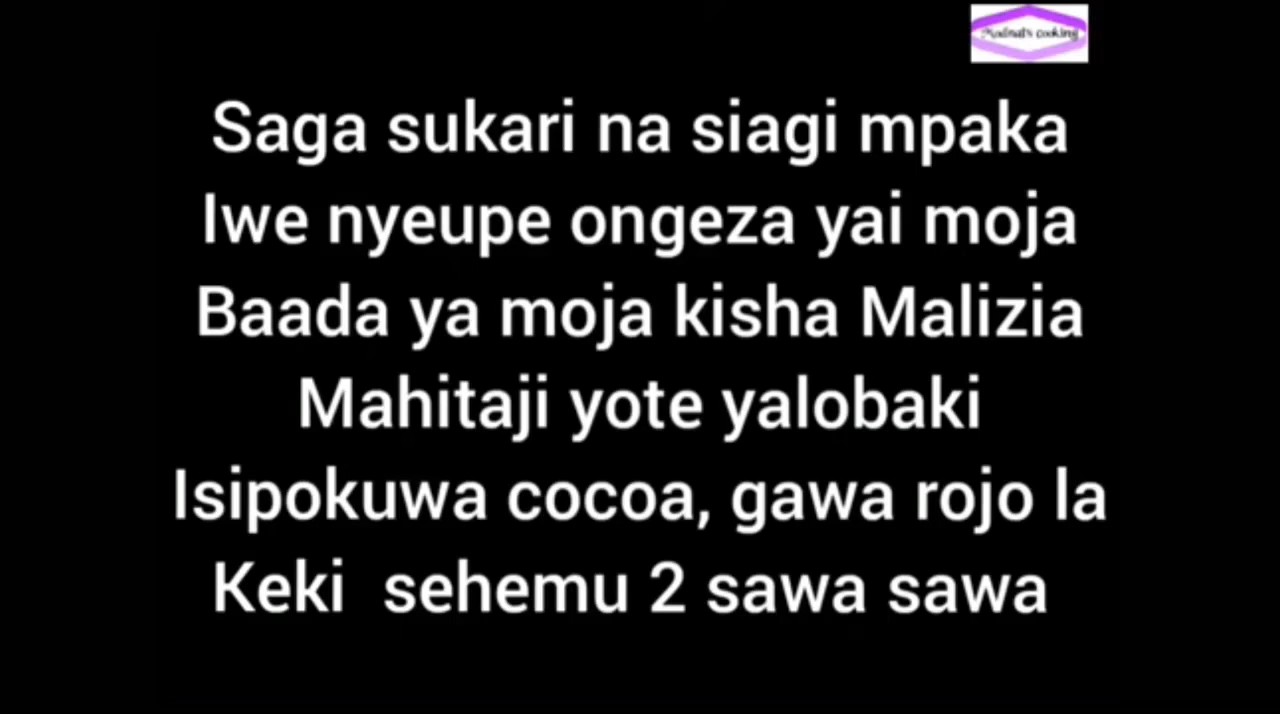 cooking
Saga sukari na siagi mpaka
Iwe nyeupe ongeza yai moja
Baada ya moja kisha Malizia
Mahitaji yote yalobaki
Isipokuwa cocoa, gawa rojo la
Keki sehemu 2 sawa sawa